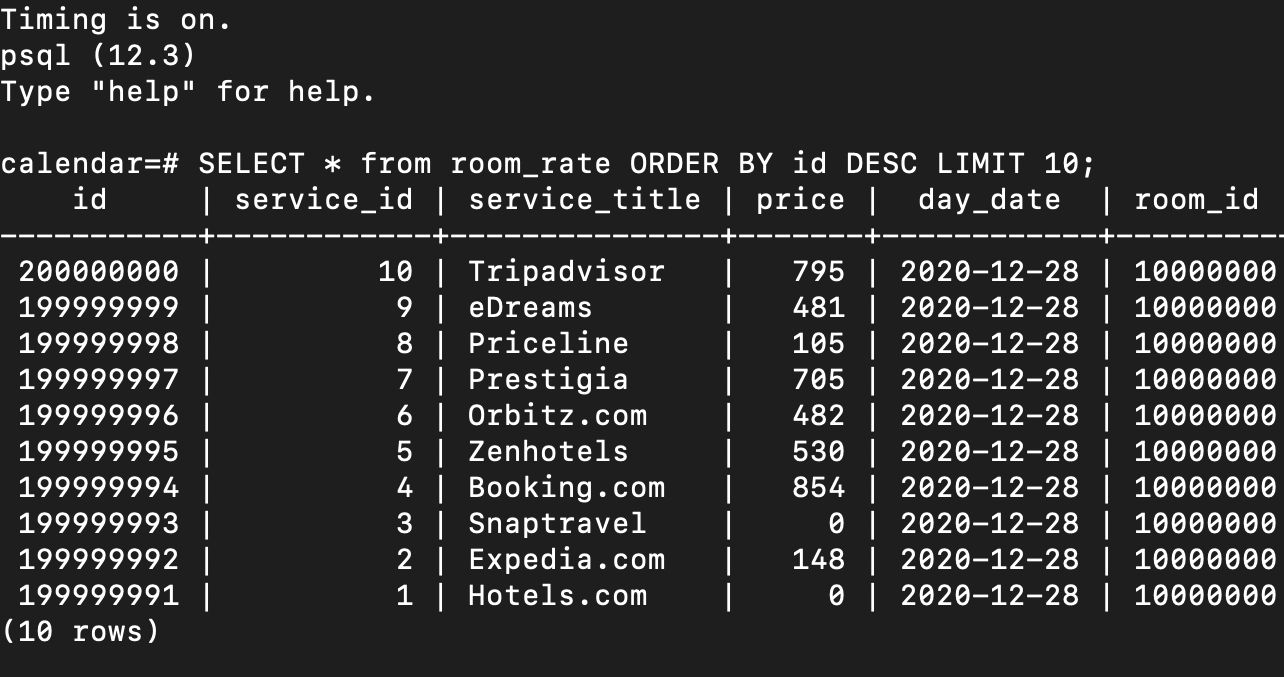 Timing is on.
psql (12.3)
Type "help" for help.
calendar=# SELECT * from room_rate ORDER BY id DESC LIMIT 10;
    id     | service_id | service_title | price |  day_date  | room_id
-----------+------------+---------------+-------+------------+---------
 200000000 |         10 | Tripadvisor   |   795 | 2020-12-28 | 10000000
 199999999 |          9 | eDreams       |   481 | 2020-12-28 | 10000000
 199999998 |          8 | Priceline     |   105 | 2020-12-28 | 10000000
 199999997 |          7 | Prestigia     |   705 | 2020-12-28 | 10000000
 199999996 |          6 | Orbitz.com    |   482 | 2020-12-28 | 10000000
 199999995 |          5 | Zenhotels     |   530 | 2020-12-28 | 10000000
 199999994 |          4 | Booking.com   |   854 | 2020-12-28 | 10000000
 199999993 |          3 | Snaptravel    |     0 | 2020-12-28 | 10000000
 199999992 |          2 | Expedia.com   |   148 | 2020-12-28 | 10000000
 199999991 |          1 | Hotels.com    |     0 | 2020-12-28 | 10000000
(10 rows)